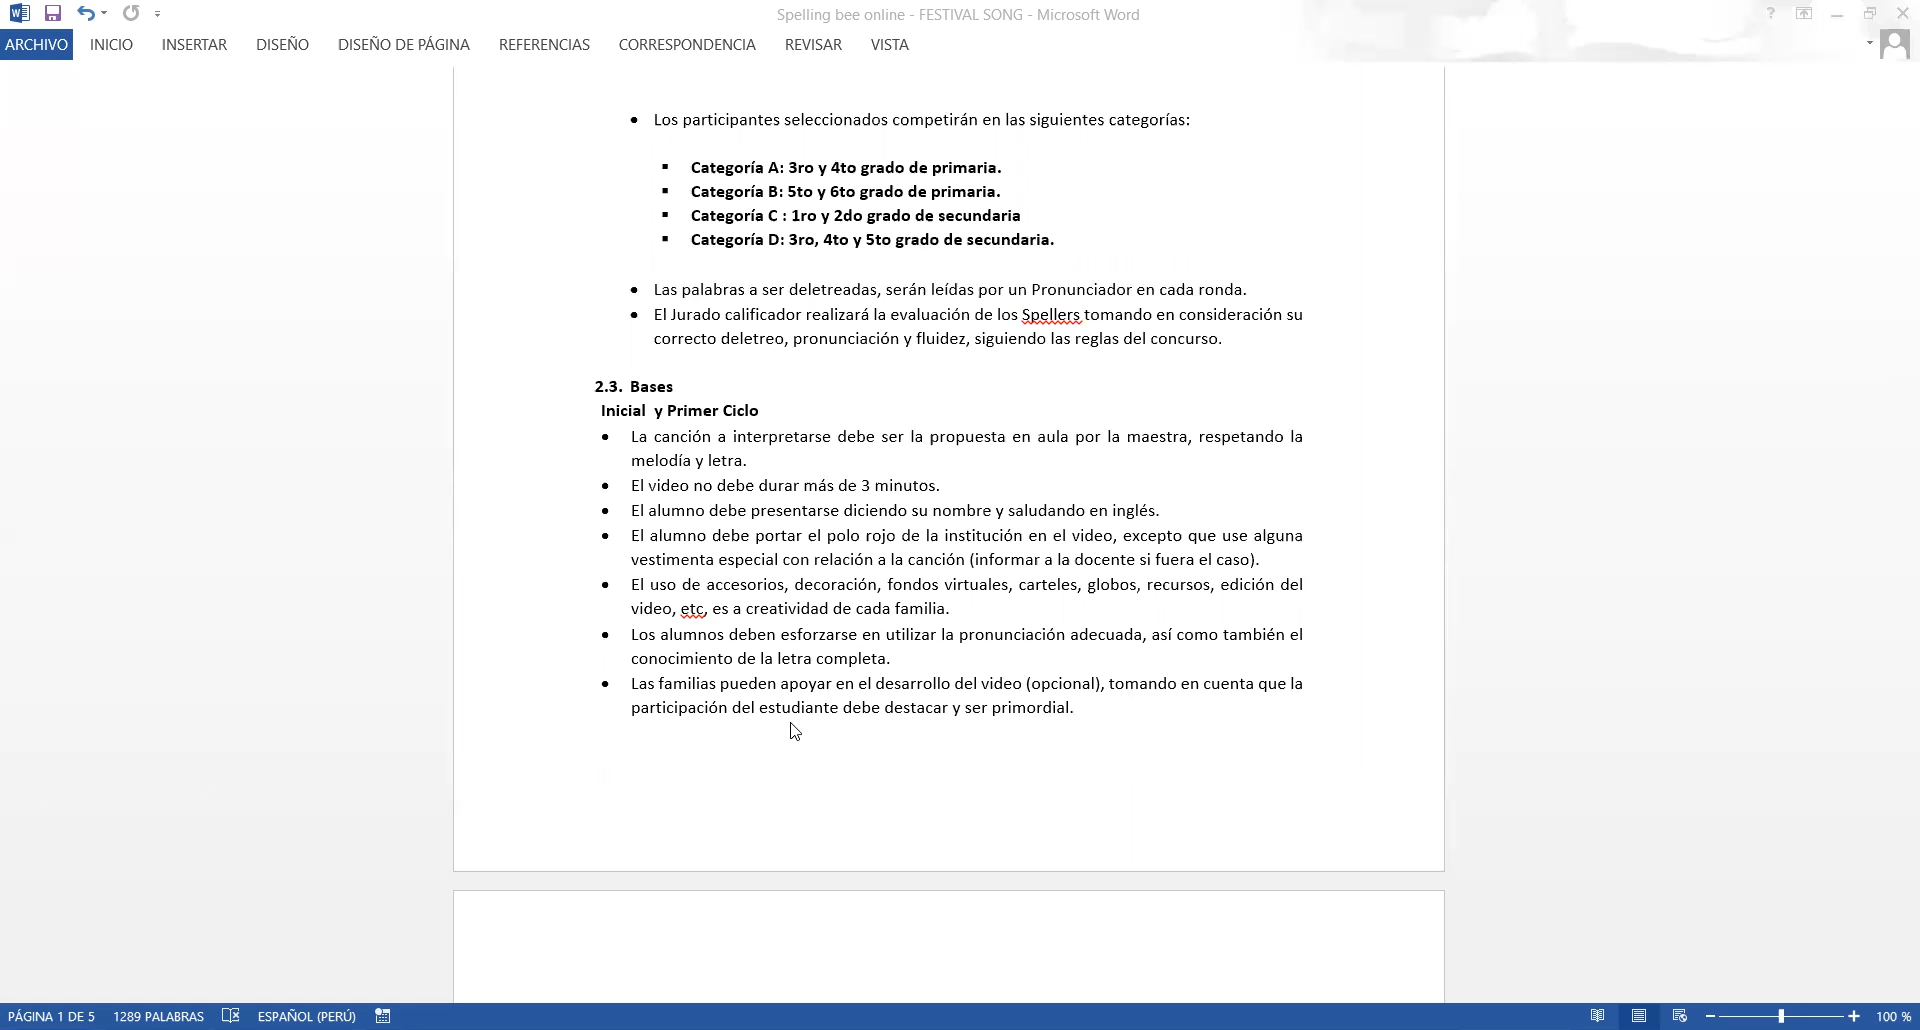 Spelling bee online - FESTIVAL SONG - Microsoft Word
ARCHIVO INICIO INSERTAR DISEÑO DISEÑO DE PÁGINA REFERENCIAS CORRESPONDENCIA REVISAR VISTA
• Los participantes seleccionados competirán en las siguientes categorías:
▪ Categoría A: 3ro y 4to grado de primaria.
▪ Categoría B: 5to y 6to grado de primaria.
▪ Categoría C : 1ro y 2do grado de secundaria
▪ Categoría D: 3ro, 4to y 5to grado de secundaria.
• Las palabras a ser deletreadas, serán leídas por un Pronunciador en cada ronda.
• El Jurado calificador realizará la evaluación de los Spellers tomando en consideración su
correcto deletreo, pronunciación y fluidez, siguiendo las reglas del concurso.
2.3. Bases
Inicial y Primer Ciclo
• La canción a interpretarse debe ser la propuesta en aula por la maestra, respetando la
melodía y letra.
• El video no debe durar más de 3 minutos.
• El alumno debe presentarse diciendo su nombre y saludando en inglés.
• El alumno debe portar el polo rojo de la institución en el video, excepto que use alguna
vestimenta especial con relación a la canción (informar a la docente si fuera el caso).
• El uso de accesorios, decoración, fondos virtuales, carteles, globos, recursos, edición del
video, etc, es a creatividad de cada familia.
• Los alumnos deben esforzarse en utilizar la pronunciación adecuada, así como también el
conocimiento de la letra completa.
• Las familias pueden apoyar en el desarrollo del video (opcional), tomando en cuenta que la
participación del estudiante debe destacar y ser primordial.
PÁGINA 1 DE 5 1289 PALABRAS ESPAÑOL (PERÚ) 100 %